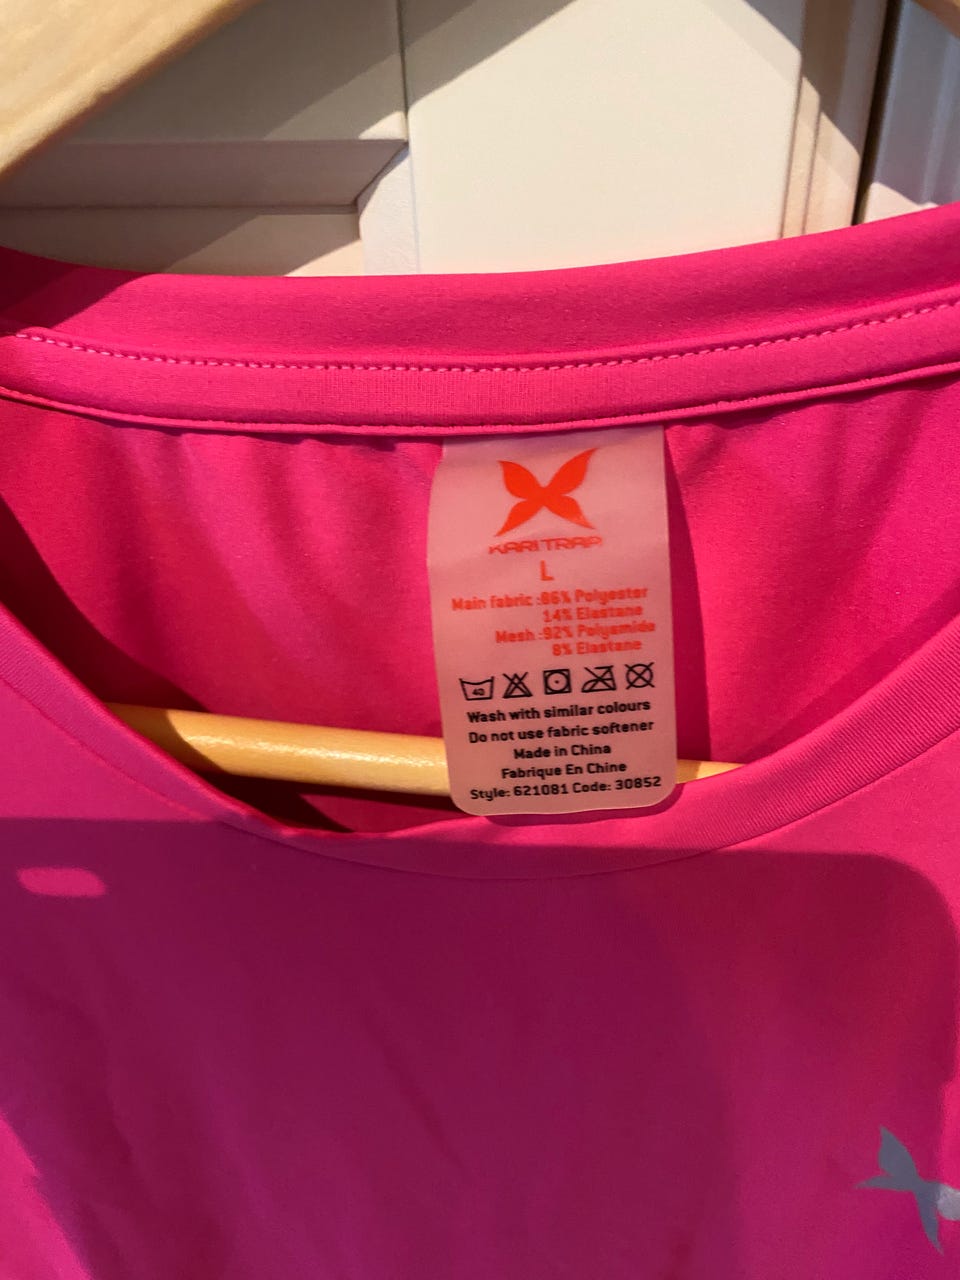 KARI TRAA
L
Main fabric :86% Polyester
14% Elastane
Mesh :92% Polyamide
8% Elastane
40
Wash with similar colours
Do not use fabric softener
Made in China
Fabrique En Chine
Style: 621081 Code: 30852